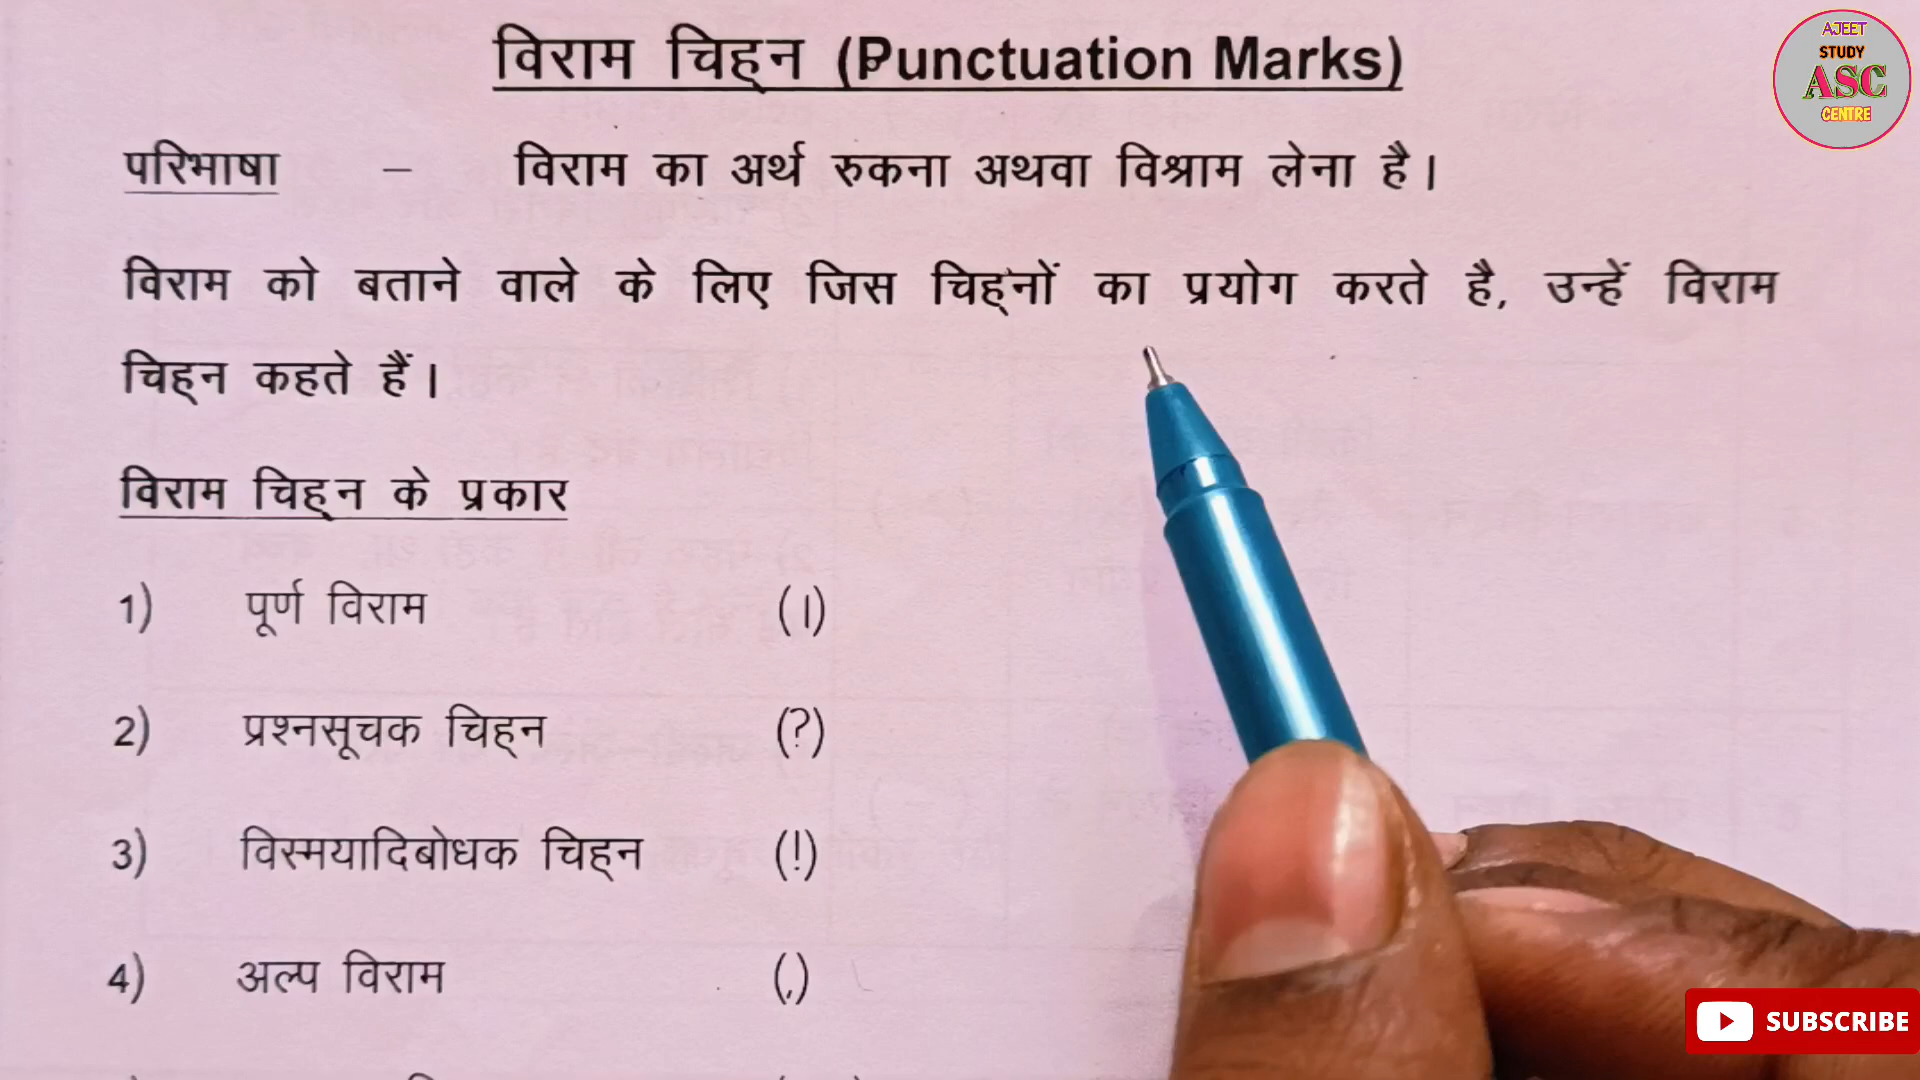 विराम चिह्न (Punctuation Marks)
परिभाषा – विराम का अर्थ रुकना अथवा विश्राम लेना है।
विराम को बताने वाले के लिए जिस चिह्नों का प्रयोग करते है, उन्हें विराम
चिह्न कहते हैं।
विराम चिह्न के प्रकार
1) पूर्ण विराम (।)
2) प्रश्नसूचक चिह्न (?)
3) विस्मयादिबोधक चिह्न (!)
4) अल्प विराम (,)
AJEET
STUDY
ASC
CENTRE
SUBSCRIBE